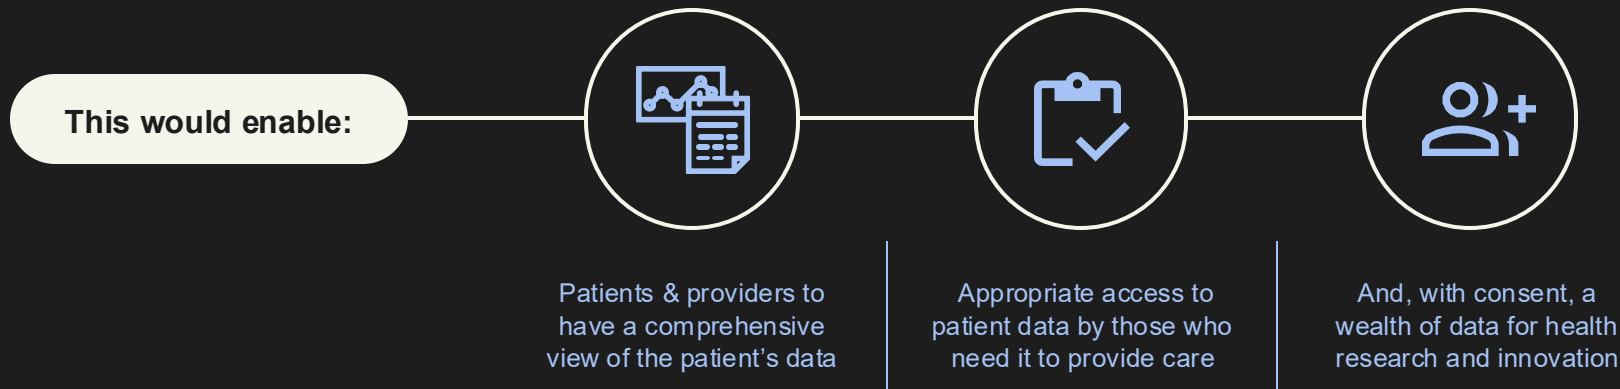 This would enable:
Patients & providers to
have a comprehensive
view of the patient’s data
Appropriate access to
patient data by those who
need it to provide care
And, with consent, a
wealth of data for health
research and innovation